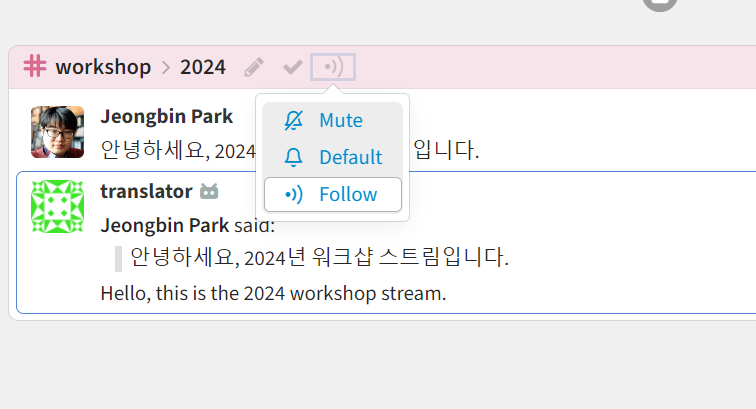 workshop > 2024
Jeongbin Park
안녕하세요, 2024 입니다.
Mute
Default
Follow
translator
Jeongbin Park said:
안녕하세요, 2024년 워크샵 스트림입니다.
Hello, this is the 2024 workshop stream.